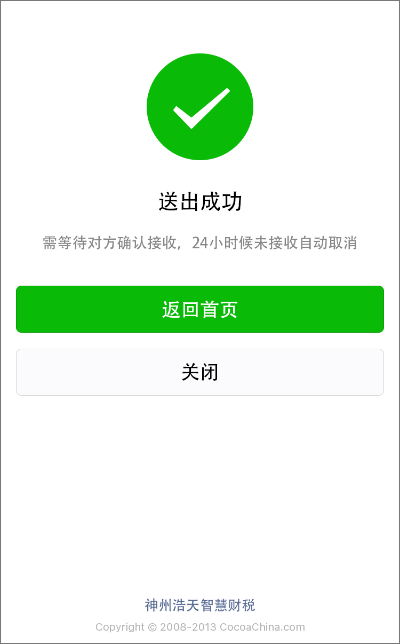 送出成功
需等待对方确认接收，24小时候未接收自动取消
返回首页
关闭
神州浩天智慧财税
Copyright © 2008-2013 CocoaChina.com